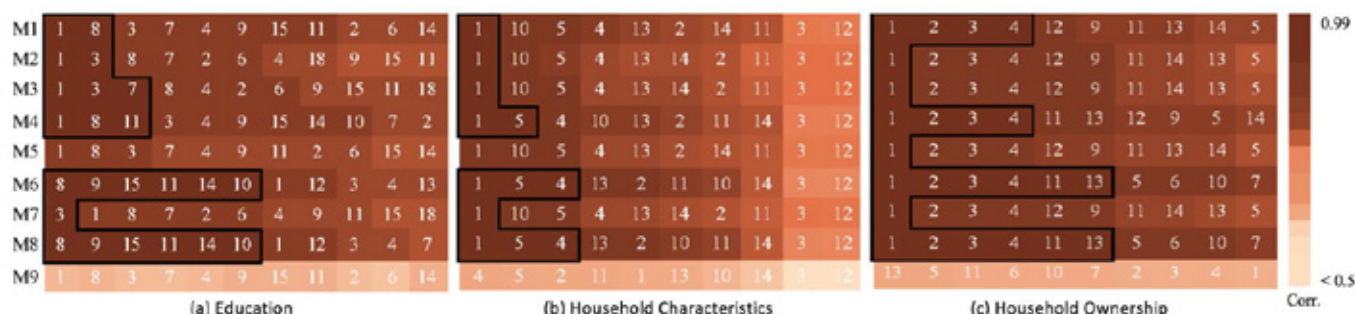 M1 1 8 3 7 4 9 15 11 2 6 14 1 10 5 4 13 2 14 11 3 12 1 2 3 4 12 9 11 13 14 5 0.99
M2 1 3 8 7 2 6 4 18 9 15 11 1 10 5 4 13 14 2 11 3 12 1 2 3 4 12 9 11 14 13 5
M3 1 3 7 8 4 2 6 9 15 11 18 1 10 5 4 13 14 2 11 3 12 1 2 3 4 12 9 11 14 13 5
M4 1 8 11 3 4 9 15 14 10 7 2 1 5 4 10 13 2 11 14 3 12 1 2 3 4 11 13 12 9 5 14
M5 1 8 3 7 4 9 11 2 6 15 14 1 10 5 4 13 2 14 11 3 12 1 2 3 4 12 9 11 13 14 5
M6 8 9 15 11 14 10 1 12 3 4 13 1 5 4 13 2 11 10 14 3 12 1 2 3 4 11 13 5 6 10 7
M7 3 1 8 7 2 6 4 9 11 15 18 1 10 5 4 13 14 2 11 3 12 1 2 3 4 12 9 11 14 13 5
M8 8 9 15 11 14 10 1 12 3 4 7 1 5 4 13 2 10 11 14 3 12 1 2 3 4 11 13 5 6 10 7
M9 1 8 3 7 4 9 15 11 2 6 14 4 5 2 11 1 13 10 14 3 12 13 5 11 6 10 7 2 3 4 1 < 0.5
(a) Education (b) Household Characteristics (c) Household Ownership Corr.